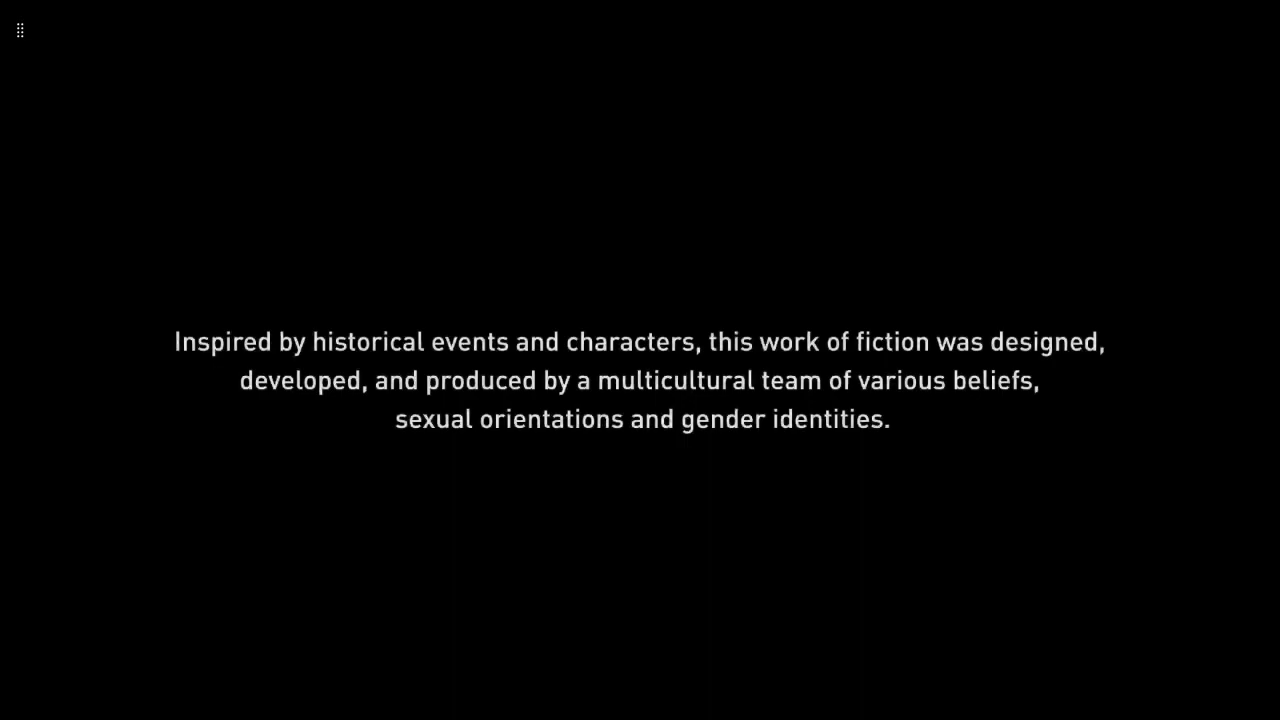 Inspired by historical events and characters, this work of fiction was designed,
developed, and produced by a multicultural team of various beliefs,
sexual orientations and gender identities.